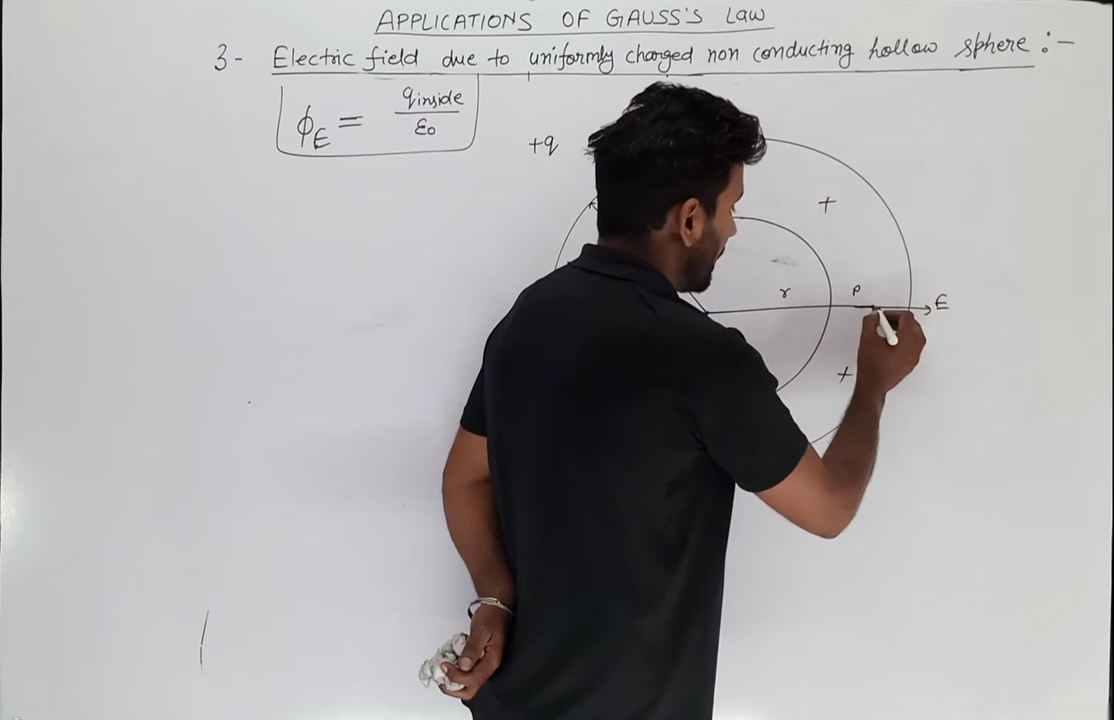 APPLICATIONS OF GAUSS'S LAW
3- Electric field due to uniformly charged non conducting hollow sphere :-
ϕE = qinside/ε0
+q
+
r P E
+